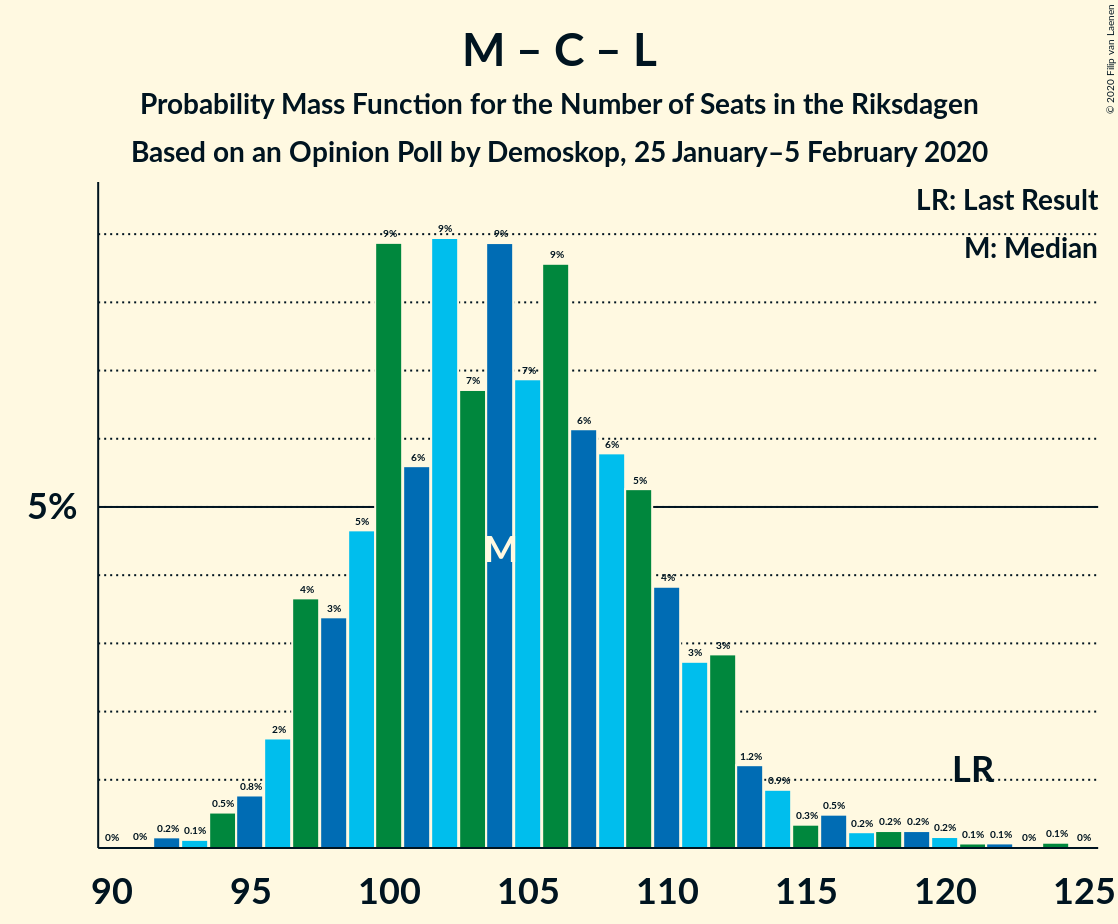 M – C – L
Probability Mass Function for the Number of Seats in the Riksdagen
Based on an Opinion Poll by Demoskop, 25 January–5 February 2020
© 2020 Filip van Laenen
LR: Last Result
M: Median
5%
0% 0% 0.2% 0.1% 0.5% 0.8% 2% 4% 3% 5% 9% 6% 9% 7% 9% 7% 9% 6% 6% 5% 4% 3% 3% 1.2% 0.9% 0.3% 0.5% 0.2% 0.2% 0.2% 0.2% 0.1% 0.1% 0% 0.1% 0%
M
LR
90 95 100 105 110 115 120 125